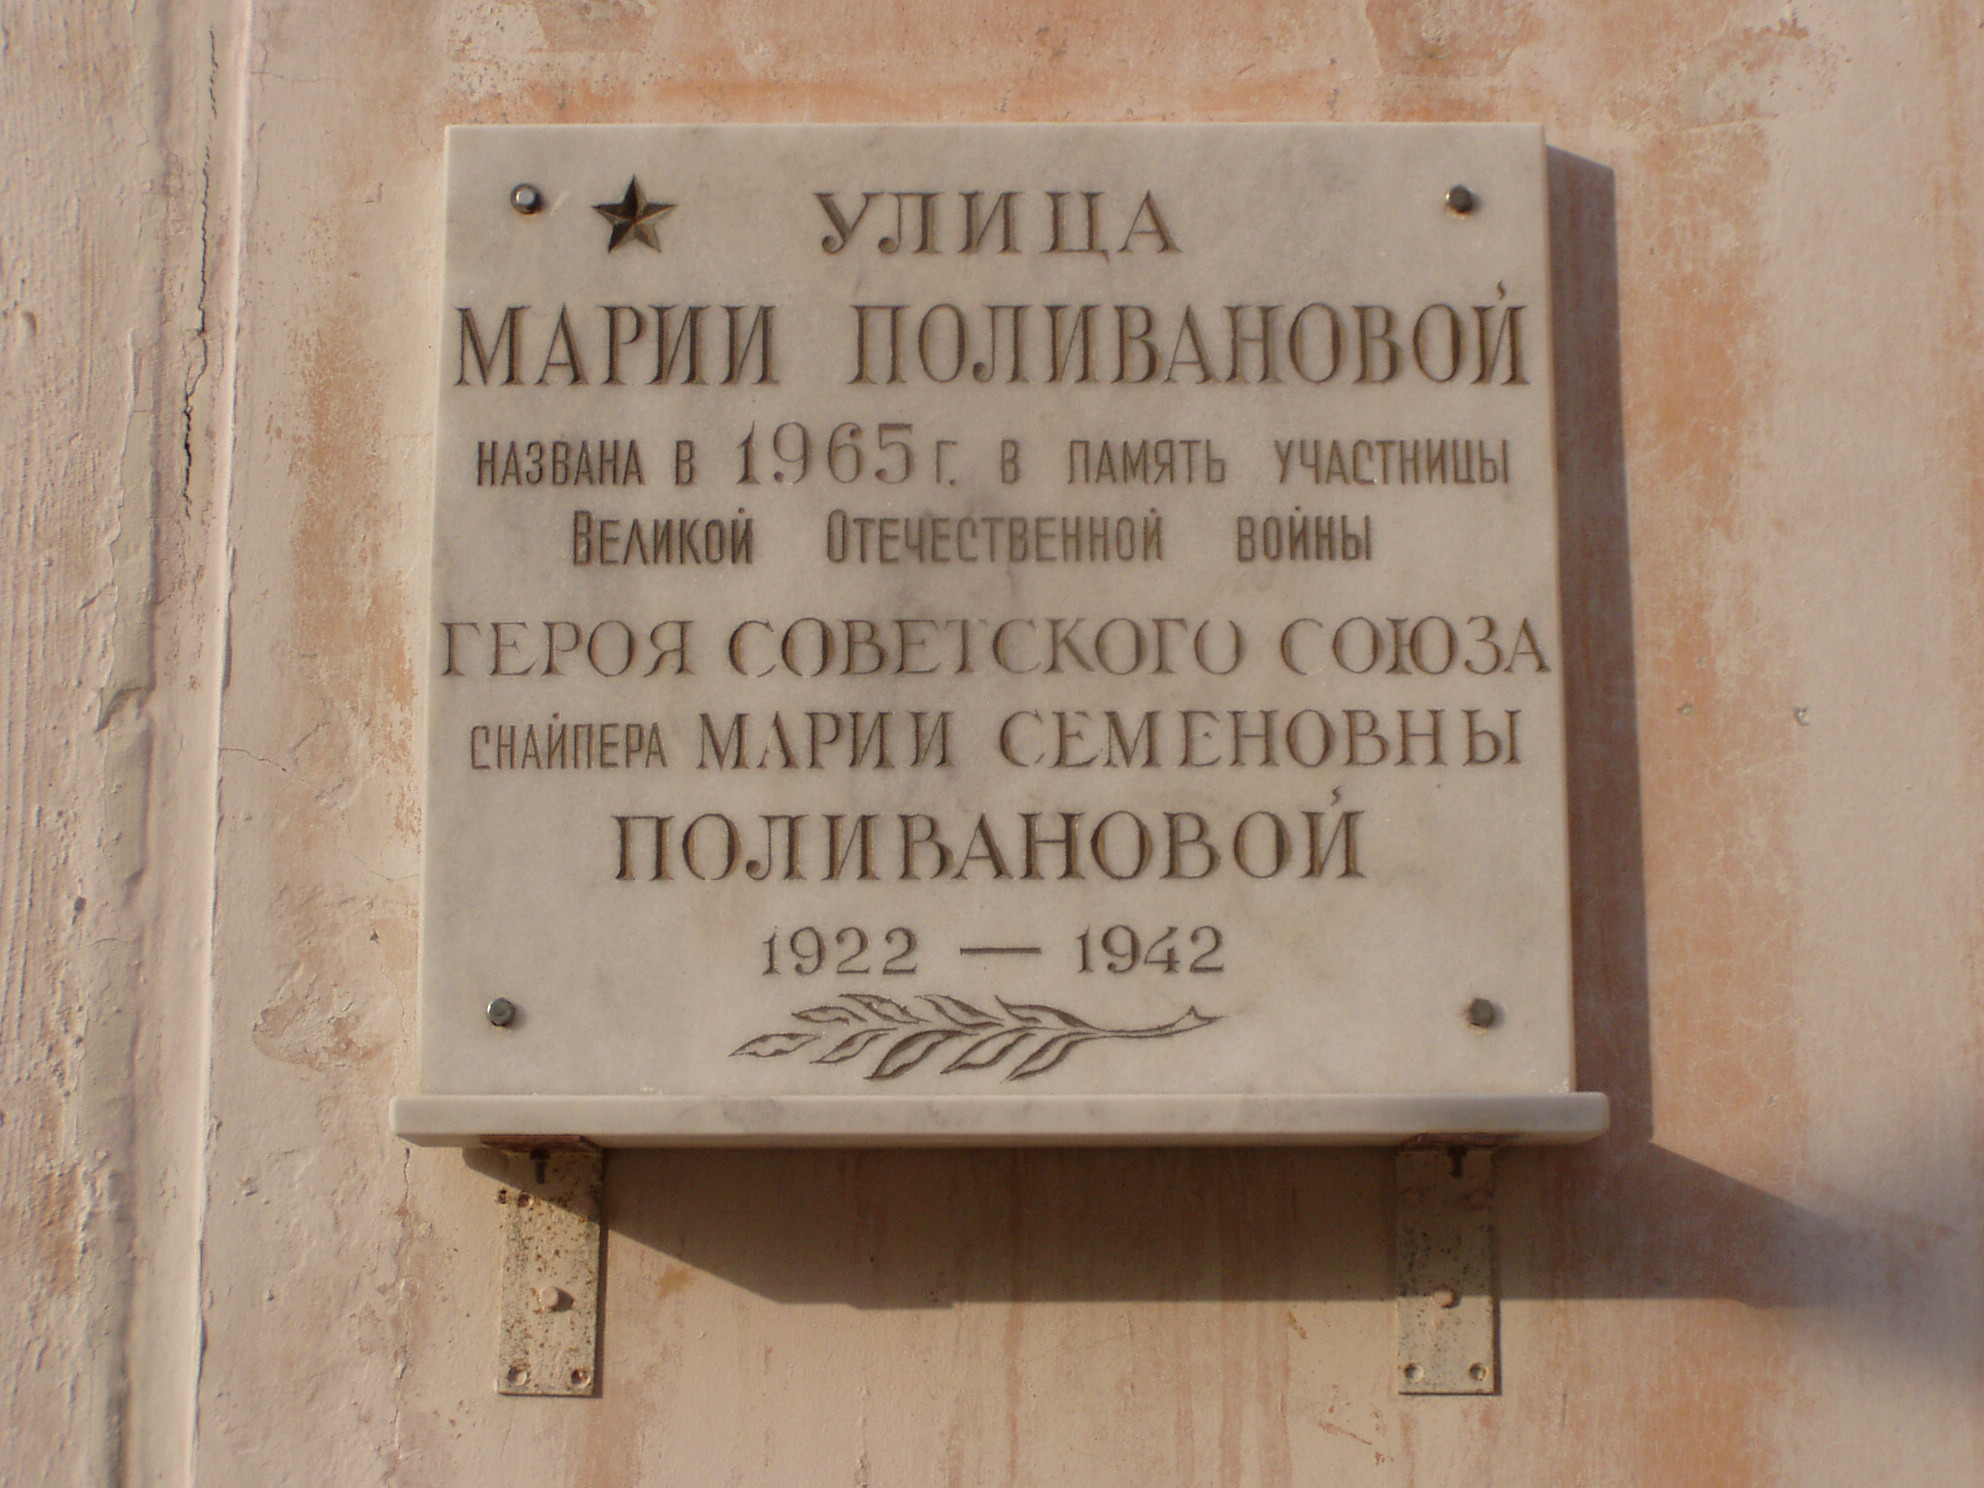 УЛИЦА
МАРИИ ПОЛИВАНОВОЙ
НАЗВАНА В 1965 Г. В ПАМЯТЬ УЧАСТНИЦЫ
ВЕЛИКОЙ ОТЕЧЕСТВЕННОЙ ВОЙНЫ
ГЕРОЯ СОВЕТСКОГО СОЮЗА
СНАЙПЕРА МАРИИ СЕМЕНОВНЫ
ПОЛИВАНОВОЙ
1922 — 1942